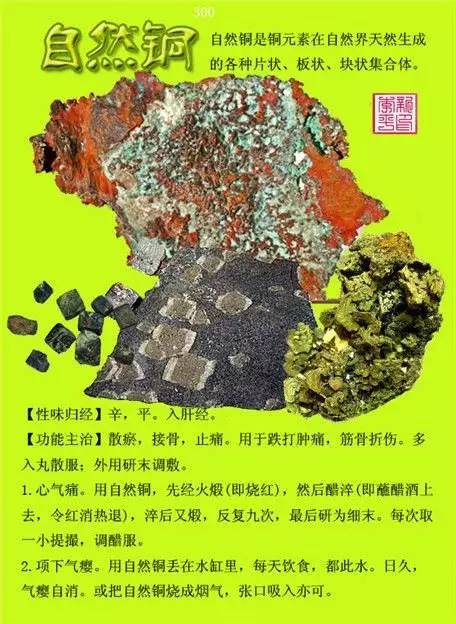 300
自然铜
自然铜是铜元素在自然界天然生成
的各种片状、板状、块状集合体。
【性味归经】辛，平。入肝经。
【功能主治】散瘀，接骨，止痛。用于跌打肿痛，筋骨折伤。多
入丸散服；外用研末调敷。
1.心气痛。用自然铜，先经火煅(即烧红)，然后醋淬(即蘸醋酒上
去，令红消热退)，淬后又煅，反复九次，最后研为细末。每次取
一小提撮，调醋服。
2.项下气瘿。用自然铜丢在水缸里，每天饮食，都此水。日久，
气瘿自消。或把自然铜烧成烟气，张口吸入亦可。